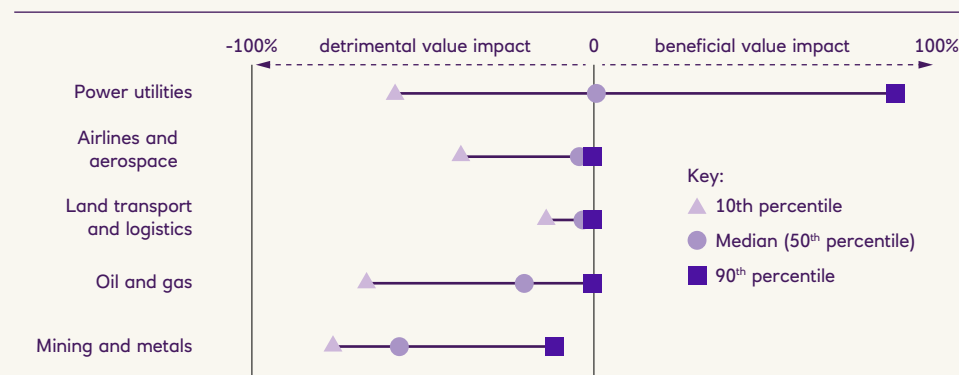 -100% detrimental value impact 0 beneficial value impact 100%
Power utilities
Airlines and
aerospace
Land transport
and logistics
Oil and gas
Mining and metals
Key:
10th percentile
Median (50th percentile)
90th percentile